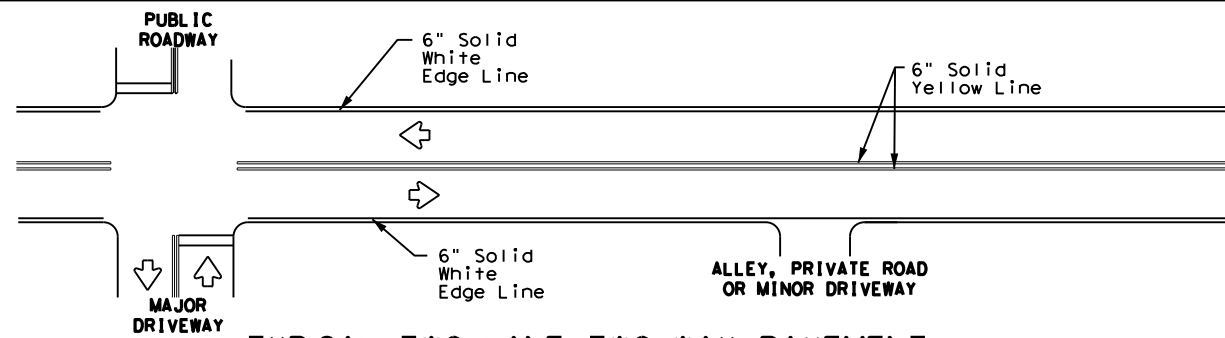 PUBLIC
ROADWAY
6" Solid
White
Edge Line
6" Solid
Yellow Line
6" Solid
White
Edge Line
ALLEY, PRIVATE ROAD
OR MINOR DRIVEWAY
MAJOR
DRIVEWAY